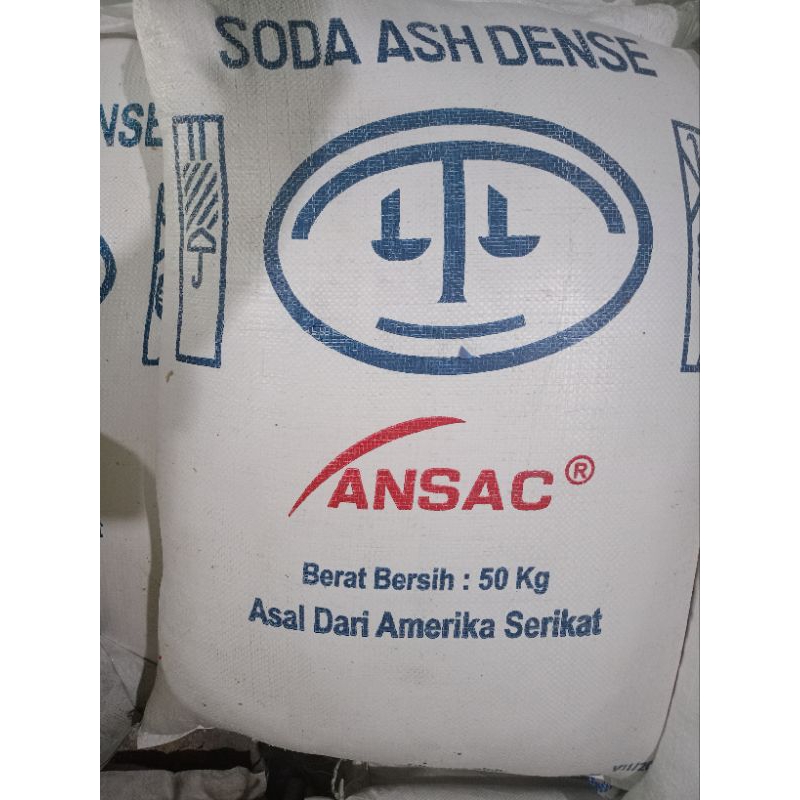 SODA ASH DENSE
ANSAC®
Berat Bersih : 50 Kg
Asal Dari Amerika Serikat